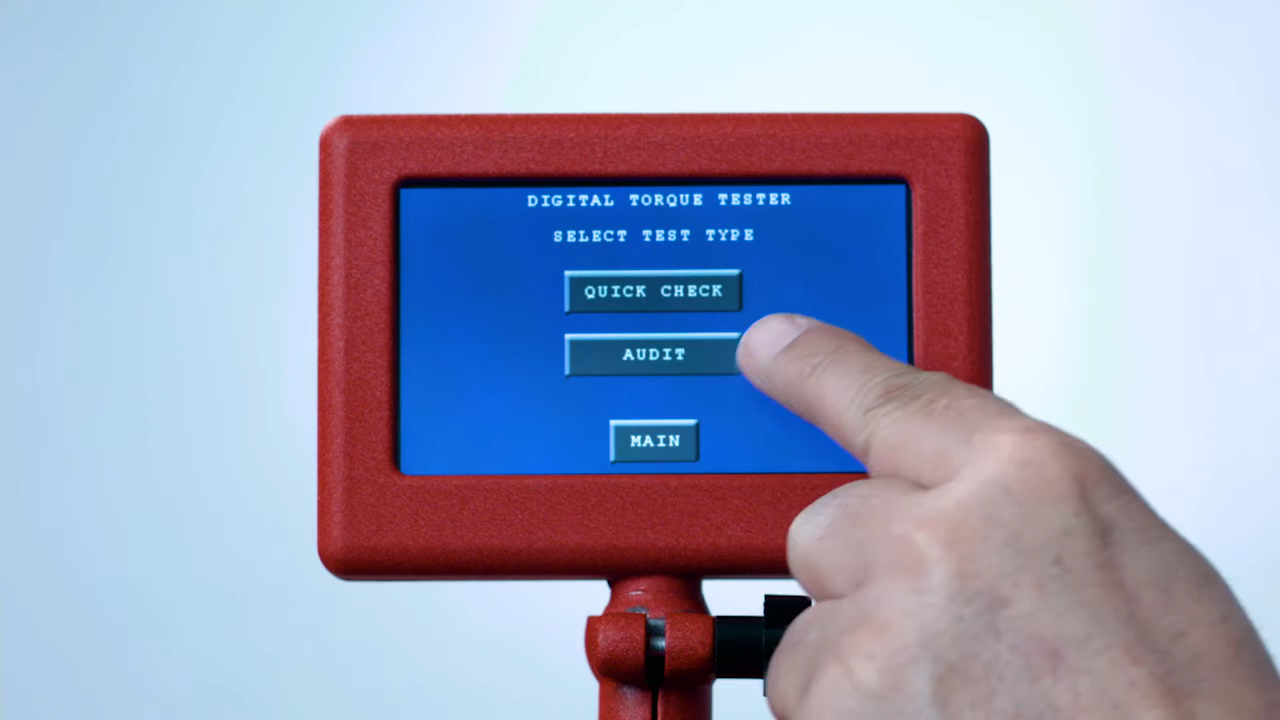 DIGITAL TORQUE TESTER
SELECT TEST TYPE
QUICK CHECK
AUDIT
MAIN